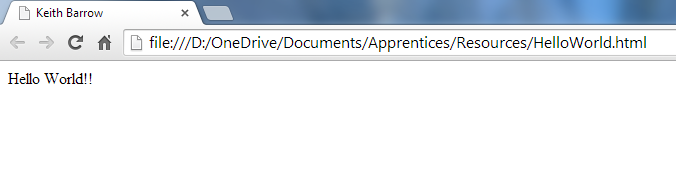 Keith Barrow
file:///D:/OneDrive/Documents/Apprentices/Resources/HelloWorld.html
Hello World!!